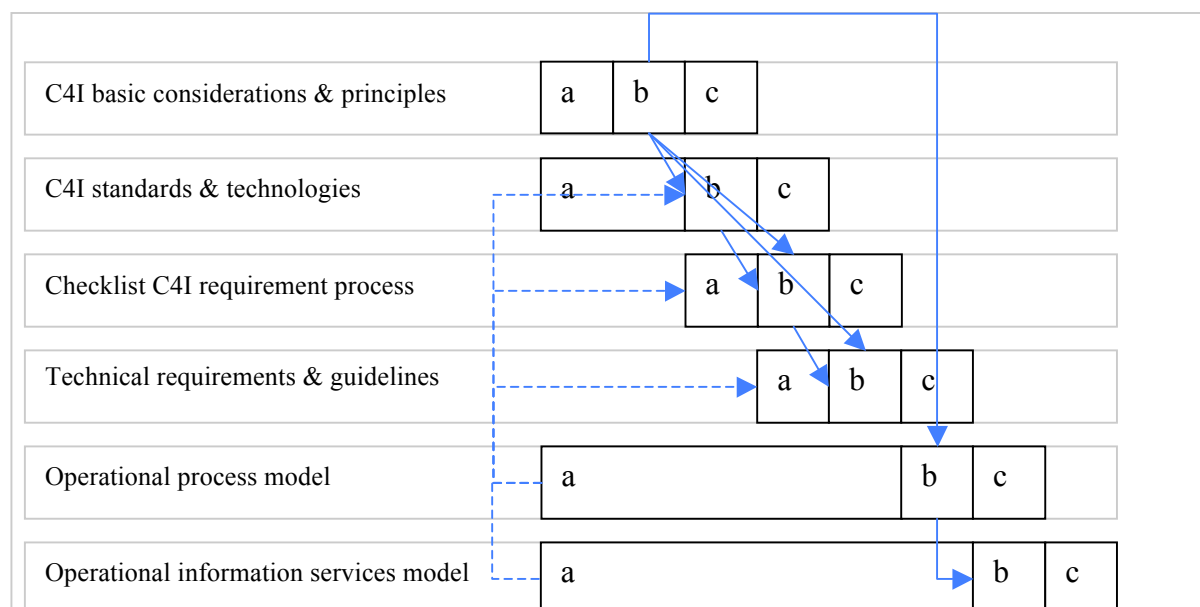 C4I basic considerations & principles a b c
C4I standards & technologies a b c
Checklist C4I requirement process a b c
Technical requirements & guidelines a b c
Operational process model a b c
Operational information services model a b c